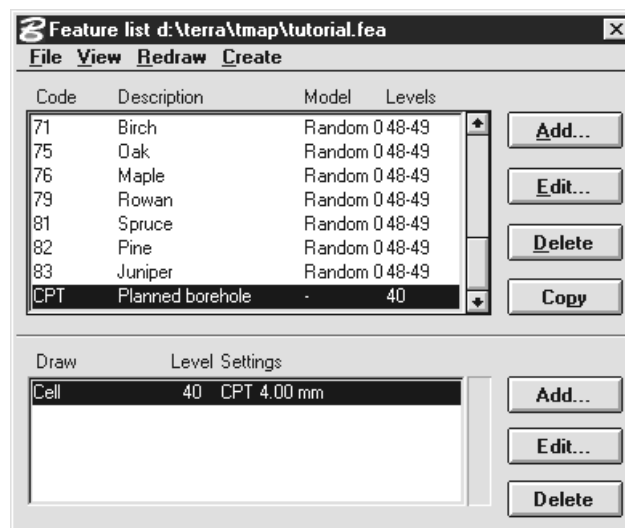 Feature list d:\terra\tmap\tutorial.fea
File View Redraw Create
Code Description Model Levels
71 Birch Random 0 48-49
75 Oak Random 0 48-49
76 Maple Random 0 48-49
79 Rowan Random 0 48-49
81 Spruce Random 0 48-49
82 Pine Random 0 48-49
83 Juniper Random 0 48-49
CPT Planned borehole - 40
Add...
Edit...
Delete
Copy
Draw Level Settings
Cell 40 CPT 4.00 mm
Add...
Edit...
Delete